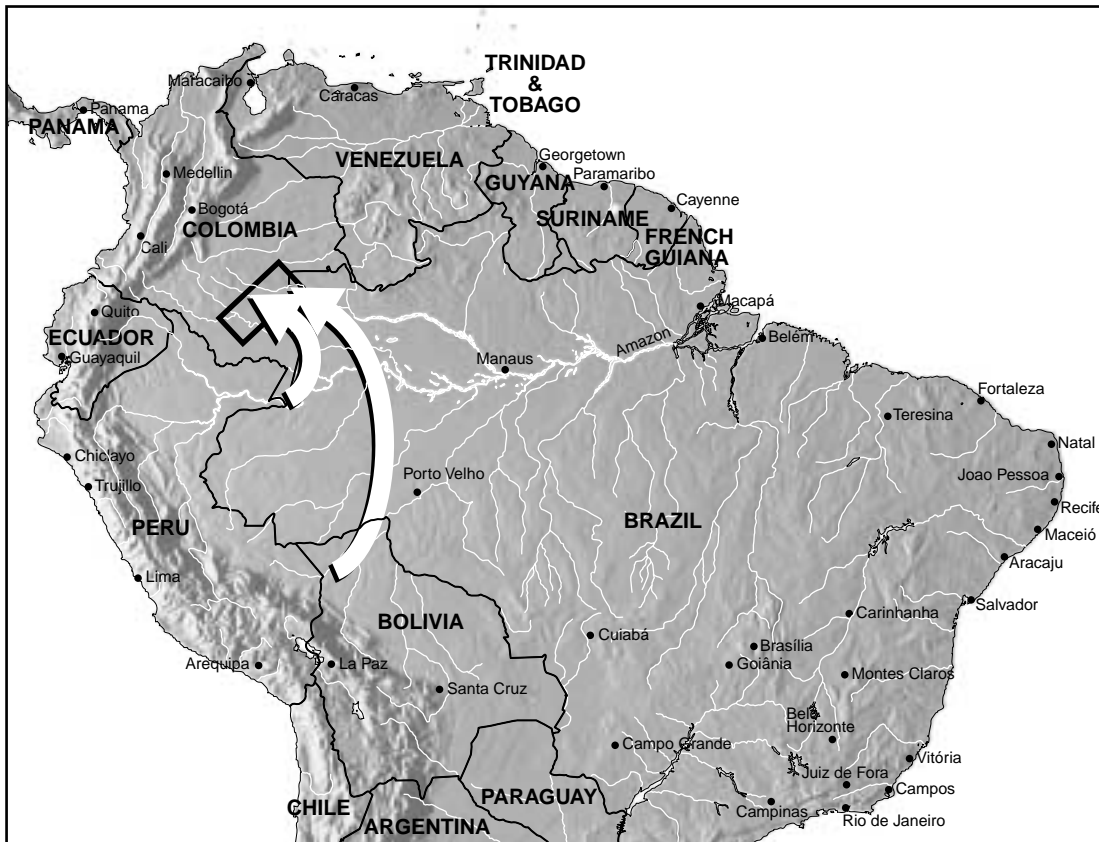 TRINIDAD
&
TOBAGO
Maracaibo
Caracas
Panama
PANAMA
VENEZUELA
Georgetown
GUYANA
Paramaribo
Medellin
Cayenne
Bogotá
SURINAME
COLOMBIA
Cali
FRENCH
GUIANA
Macapá
Quito
ECUADOR
Amazon
Belém
Guayaquil
Manaus
Fortaleza
Teresina
Natal
Chiclayo
Porto Velho
Joao Pessoa
Trujillo
Recife
PERU
BRAZIL
Maceió
Aracaju
Lima
Salvador
Carinhanha
BOLIVIA
Cuiabá
Brasília
Arequipa
La Paz
Goiânia
Montes Claros
Santa Cruz
Belo
Horizonte
Campo Grande
Vitória
Juiz de Fora
Campos
PARAGUAY
CHILE
Campinas
Rio de Janeiro
ARGENTINA